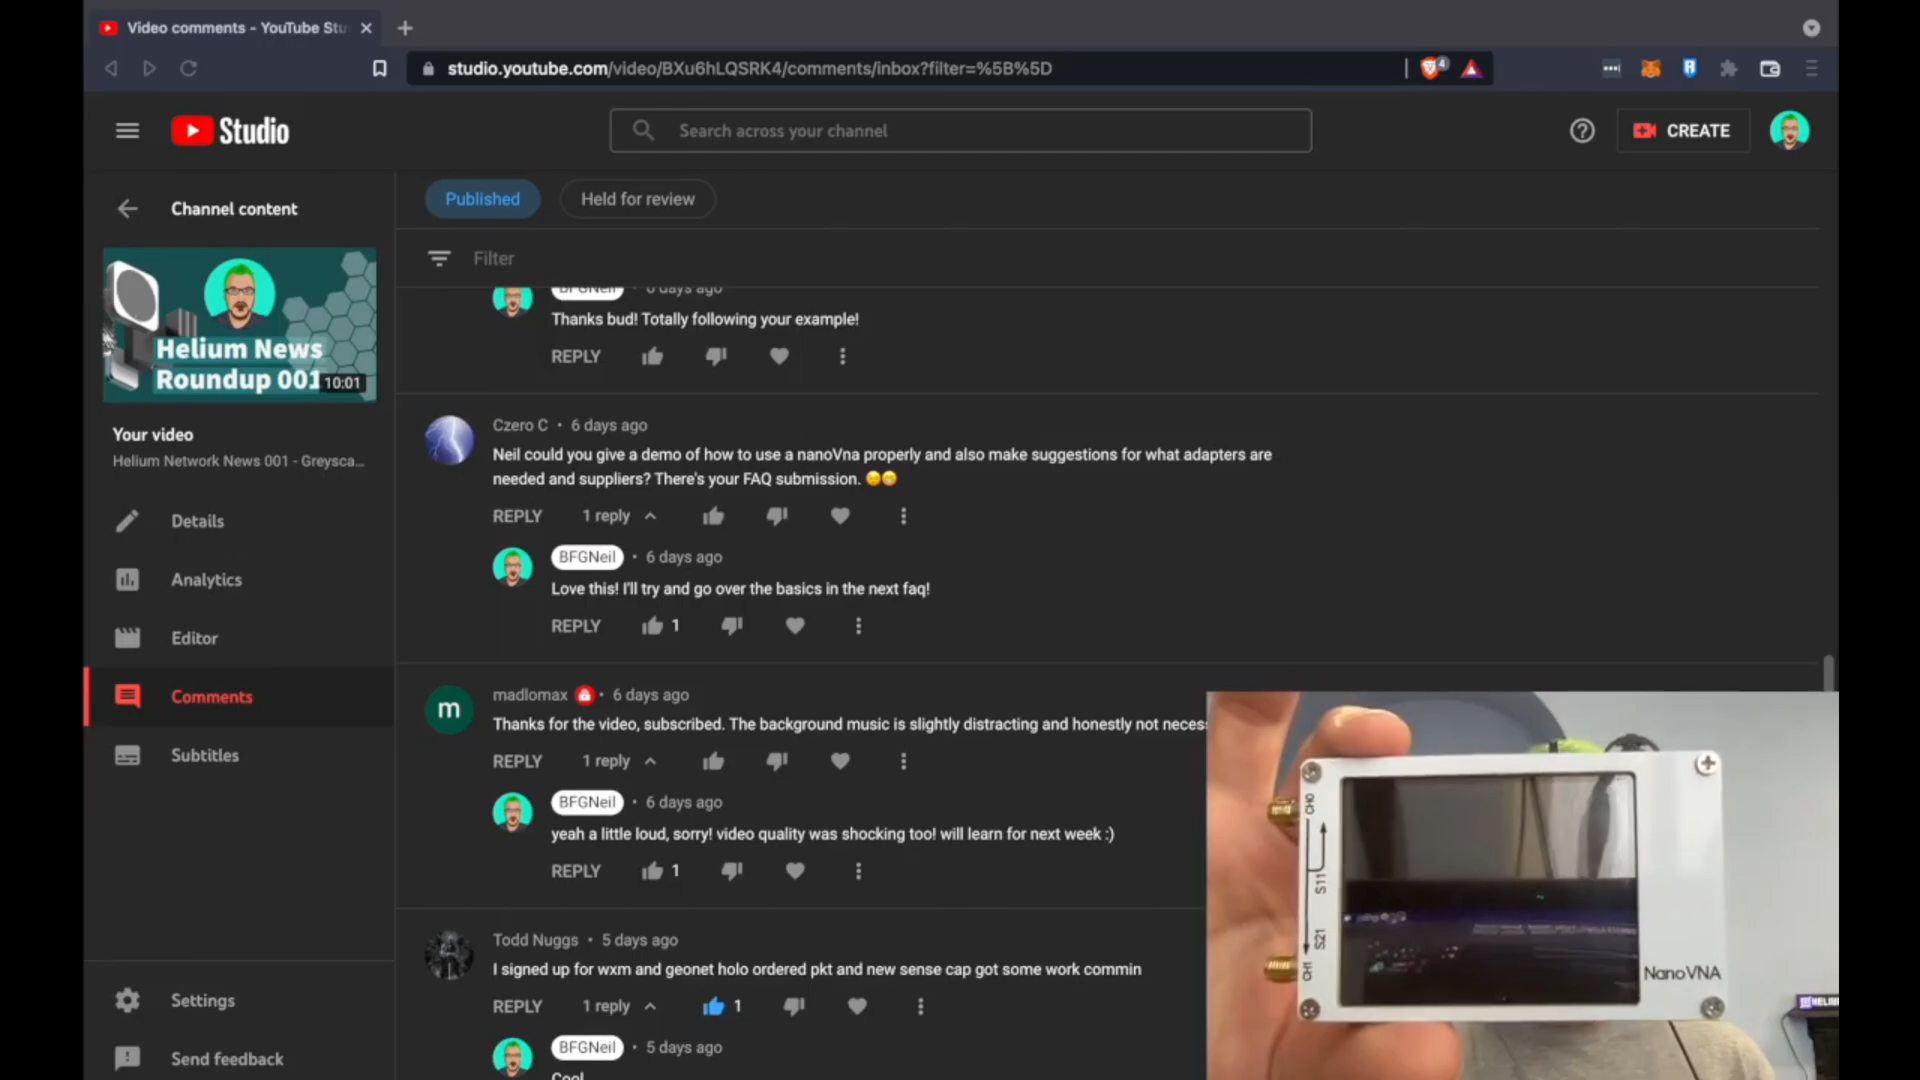 Video comments - YouTube Stu
studio.youtube.com/video/BXu6hLQSRK4/comments/inbox?filter=%5B%5D
4
Studio
Search across your channel
CREATE
Channel content
Helium News
Roundup 001
10:01
Your video
Helium Network News 001 - Greysca...
Details
Analytics
Editor
Comments
Subtitles
Settings
Send feedback
Published
Held for review
Filter
BFGNeil • 6 days ago
Thanks bud! Totally following your example!
REPLY
Czero C • 6 days ago
Neil could you give a demo of how to use a nanoVna properly and also make suggestions for what adapters are
needed and suppliers? There's your FAQ submission.
REPLY 1 reply
BFGNeil • 6 days ago
Love this! I'll try and go over the basics in the next faq!
REPLY 1
m
madlomax • 6 days ago
Thanks for the video, subscribed. The background music is slightly distracting and honestly not necess
REPLY 1 reply
BFGNeil • 6 days ago
yeah a little loud, sorry! video quality was shocking too! will learn for next week :)
REPLY 1
Todd Nuggs • 5 days ago
I signed up for wxm and geonet holo ordered pkt and new sense cap got some work commin
REPLY 1 reply 1
BFGNeil • 5 days ago
Cool
CH0
S11
S21
CH1
NanoVNA